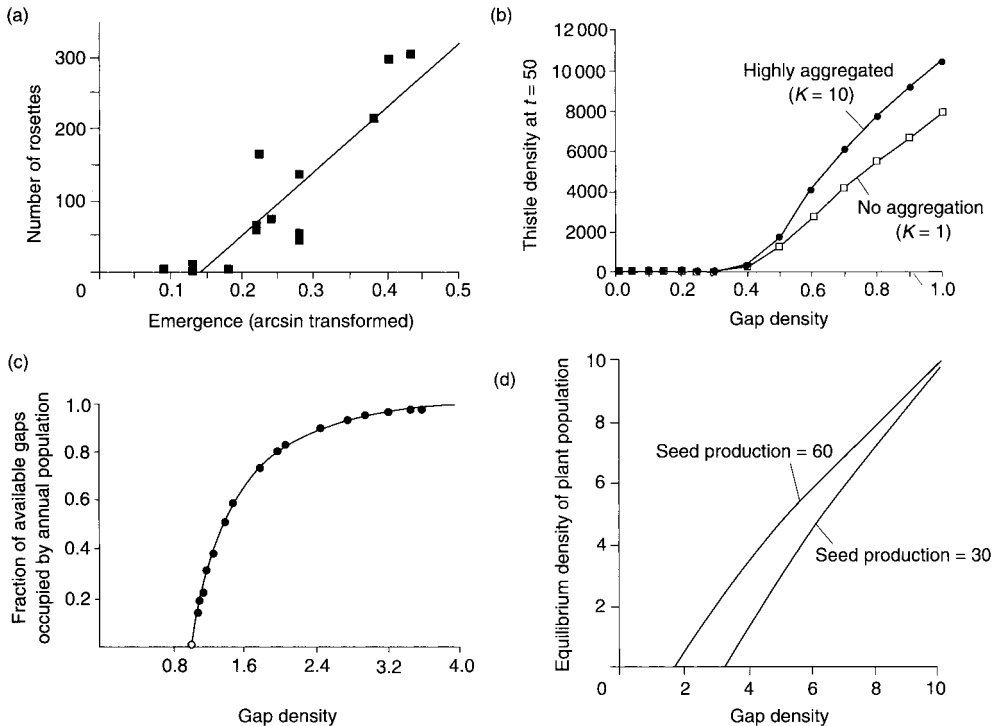 (a)
Number of rosettes
300
200
100
0
0
0.1
0.2
0.3
0.4
0.5
Emergence (arcsin transformed)
(b)
Thistle density at t = 50
10 000
8000
6000
4000
2000
0
Highly aggregated
(K = 10)
No aggregation
(K = 1)
0.0
0.2
0.4
0.6
0.8
1.0
Gap density
(c)
Fraction of available gaps
occupied by annual population
1.0
0.8
0.6
0.4
0.2
0.8
1.6
2.4
3.2
4.0
Gap density
(d)
Equilibrium density of plant population
10
8
6
4
2
0
Seed production = 60
Seed production = 30
2
4
6
8
10
Gap density